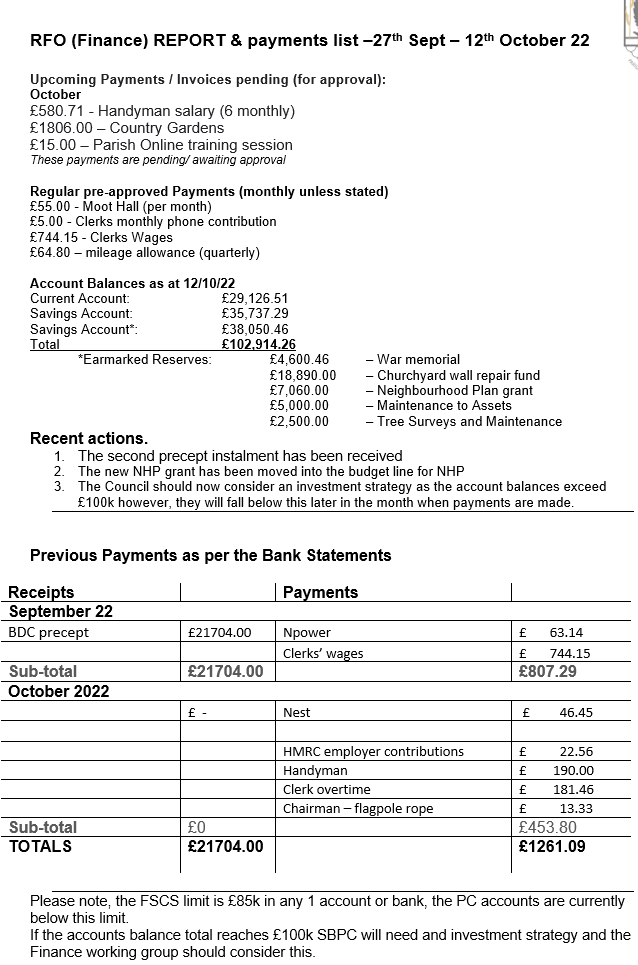 RFO (Finance) REPORT & payments list –27th Sept – 12th October 22
Upcoming Payments / Invoices pending (for approval):
October
£580.71 - Handyman salary (6 monthly)
£1806.00 – Country Gardens
£15.00 – Parish Online training session
These payments are pending/ awaiting approval
Regular pre-approved Payments (monthly unless stated)
£55.00 - Moot Hall (per month)
£5.00 - Clerks monthly phone contribution
£744.15 - Clerks Wages
£64.80 – mileage allowance (quarterly)
Account Balances as at 12/10/22
Current Account: £29,126.51
Savings Account: £35,737.29
Savings Account*: £38,050.46
Total £102,914.26
*Earmarked Reserves: £4,600.46 – War memorial
£18,890.00 – Churchyard wall repair fund
£7,060.00 – Neighbourhood Plan grant
£5,000.00 – Maintenance to Assets
£2,500.00 – Tree Surveys and Maintenance
Recent actions.
1. The second precept instalment has been received
2. The new NHP grant has been moved into the budget line for NHP
3. The Council should now consider an investment strategy as the account balances exceed
£100k however, they will fall below this later in the month when payments are made.
Previous Payments as per the Bank Statements
Receipts Payments
September 22
BDC precept £21704.00 Npower £ 63.14
Clerks' wages £ 744.15
Sub-total £21704.00 £807.29
October 2022
£ - Nest £ 46.45
HMRC employer contributions £ 22.56
Handyman £ 190.00
Clerk overtime £ 181.46
Chairman – flagpole rope £ 13.33
Sub-total £0 £453.80
TOTALS £21704.00 £1261.09
Please note, the FSCS limit is £85k in any 1 account or bank, the PC accounts are currently
below this limit.
If the accounts balance total reaches £100k SBPC will need and investment strategy and the
Finance working group should consider this.